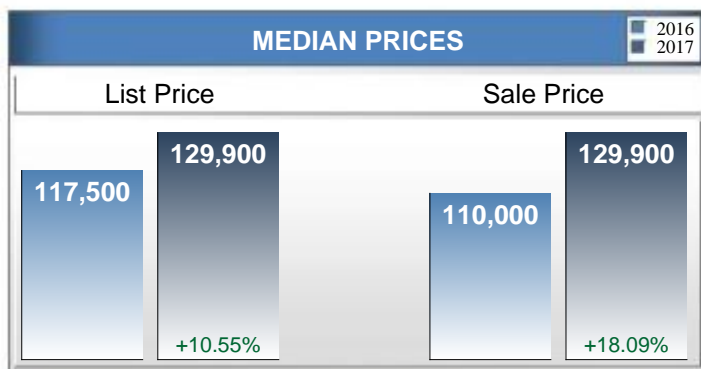 MEDIAN PRICES
2016
2017
List Price
Sale Price
117,500
129,900
+10.55%
110,000
129,900
+18.09%